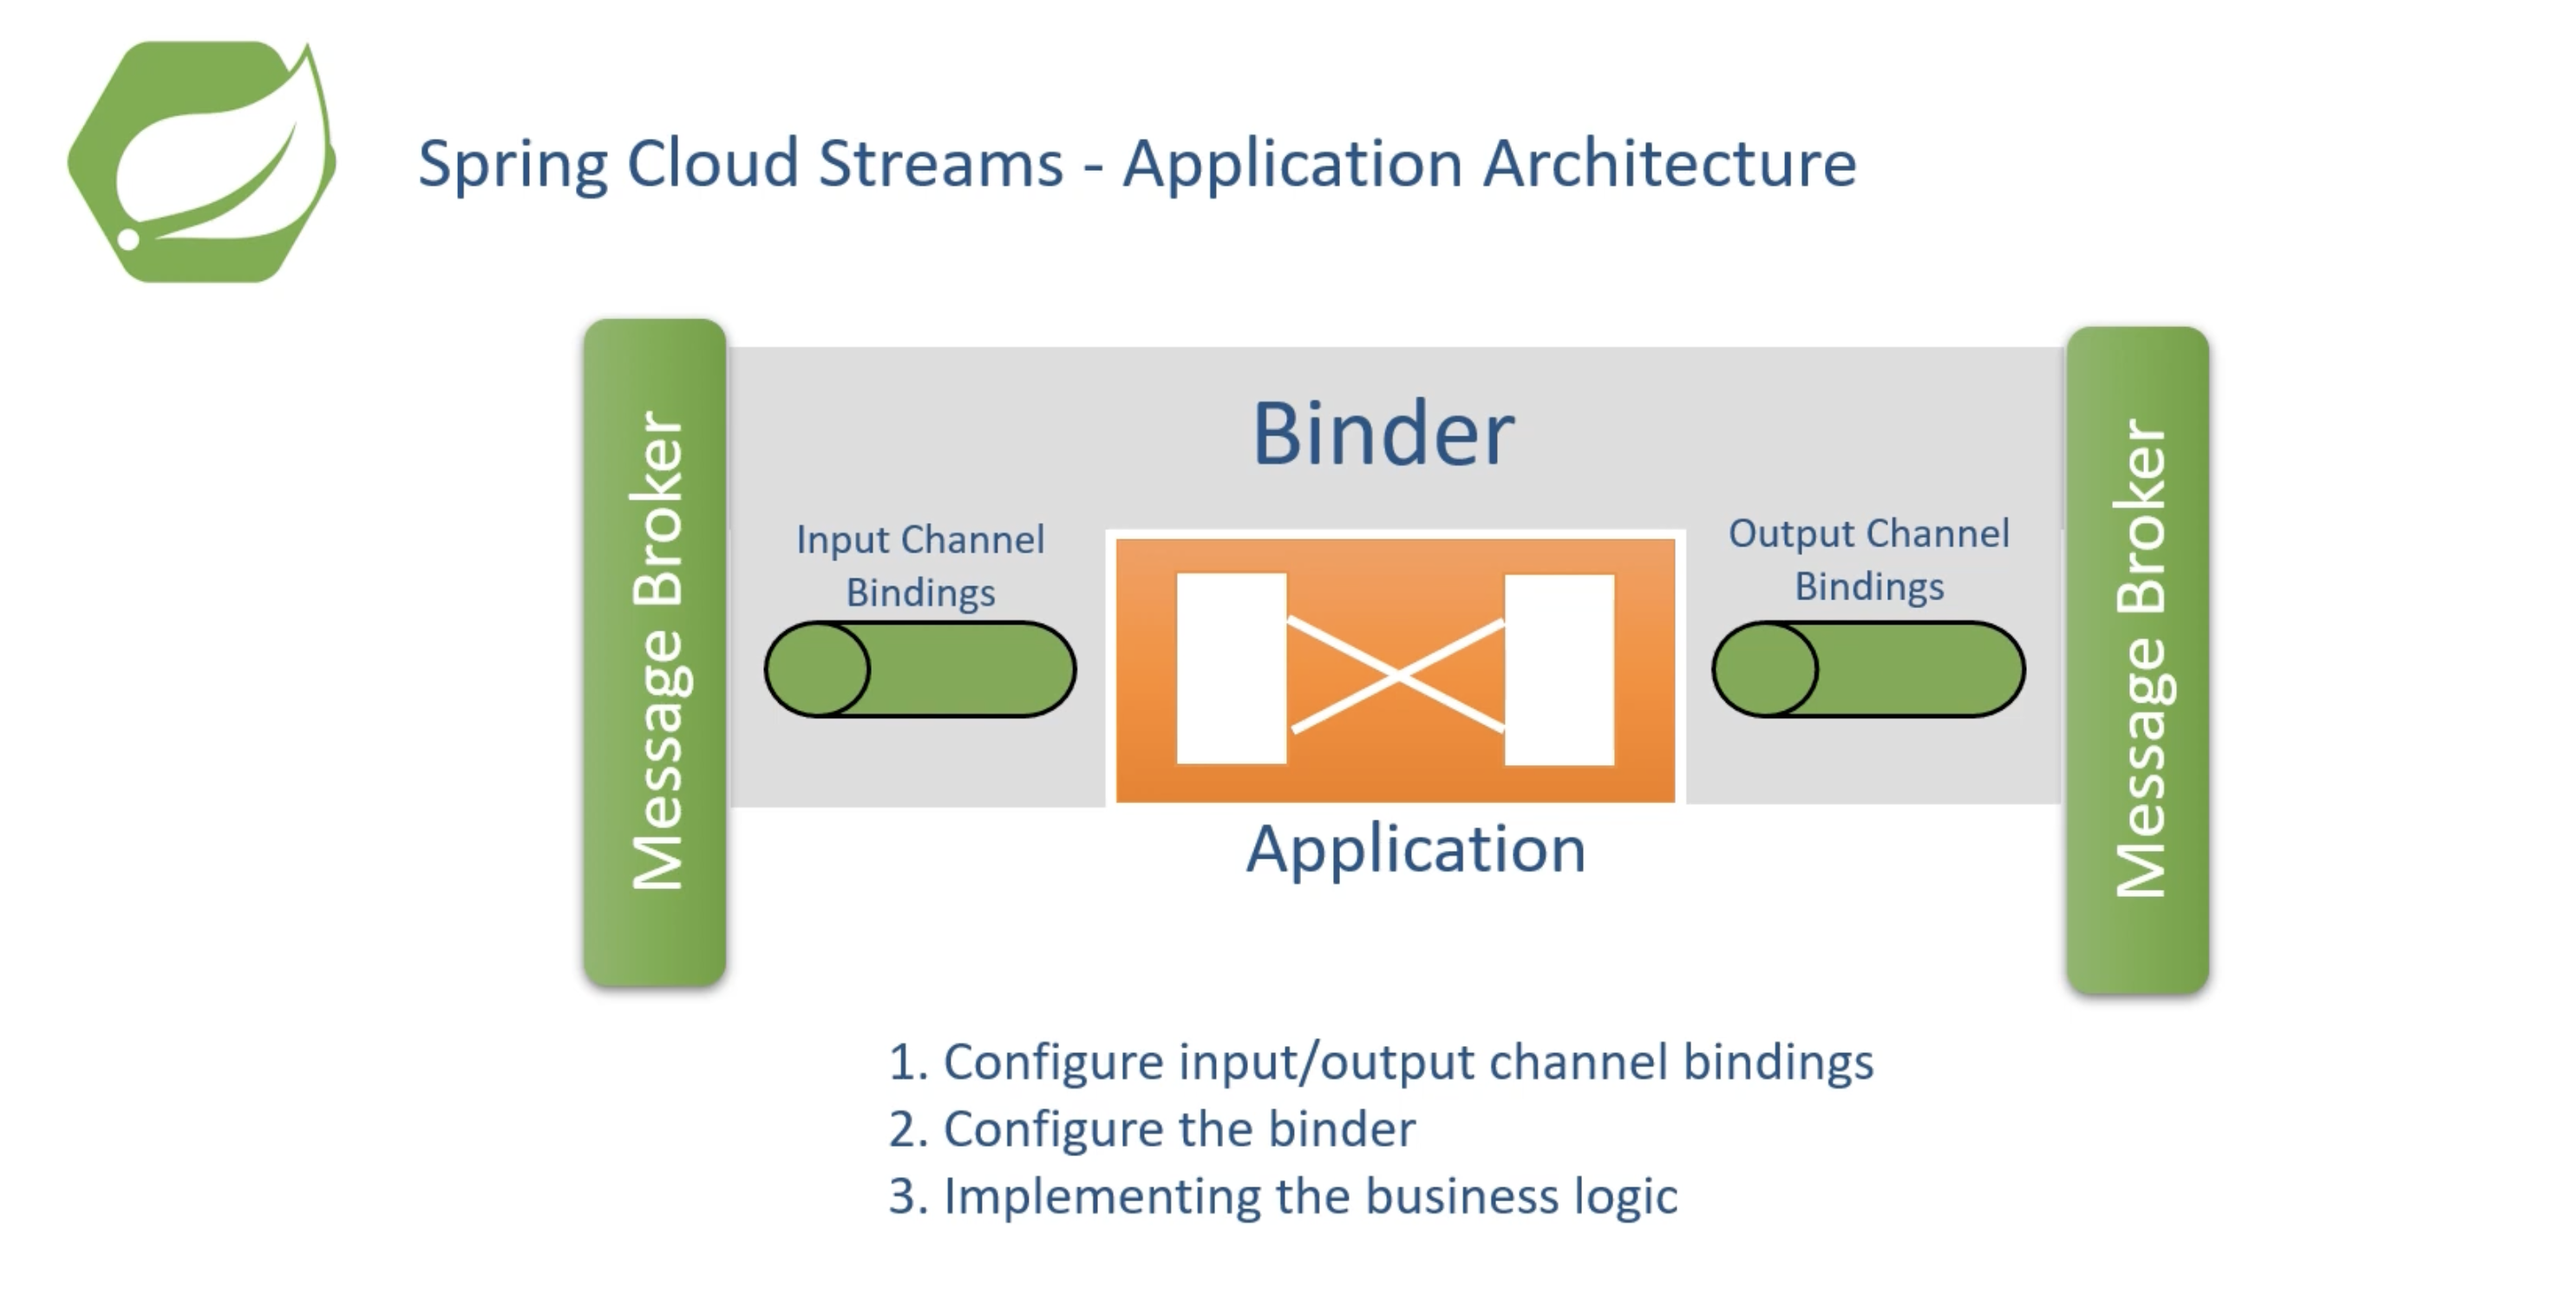 Spring Cloud Streams - Application Architecture
Message Broker
Binder
Input Channel
Bindings
Output Channel
Bindings
Message Broker
Application
1. Configure input/output channel bindings
2. Configure the binder
3. Implementing the business logic